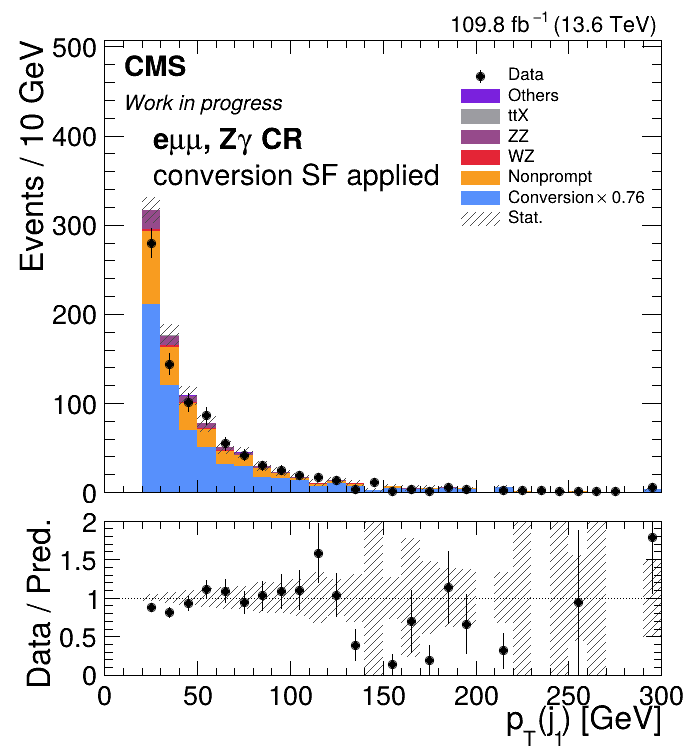 109.8 fb⁻¹ (13.6 TeV)
CMS
Work in progress
eμμ, Zγ CR
conversion SF applied
Data
Others
ttX
ZZ
WZ
Nonprompt
Conversion × 0.76
Stat.
Events / 10 GeV
500
400
300
200
100
0
Data / Pred.
2
1.5
1
0.5
0
0 50 100 150 200 250 300
p_T(j_1) [GeV]